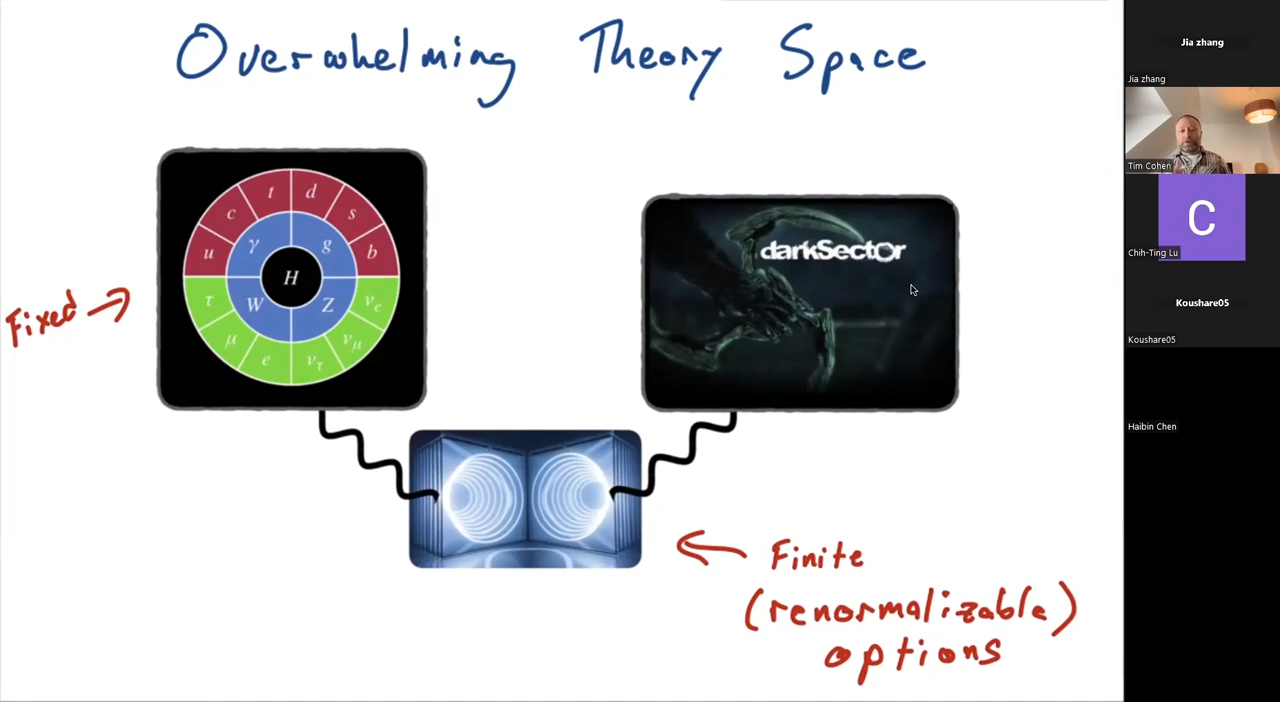 Overwhelming Theory Space
t d
c s
u b
γ g
H
W Z
τ νe
μ νμ
e ντ
darkSectOr
Fixed →
Finite
(renormalizable)
options
Jia zhang
Jia zhang
Tim Cohen
C
Chih-Ting Lu
Koushare05
Koushare05
Haibin Chen